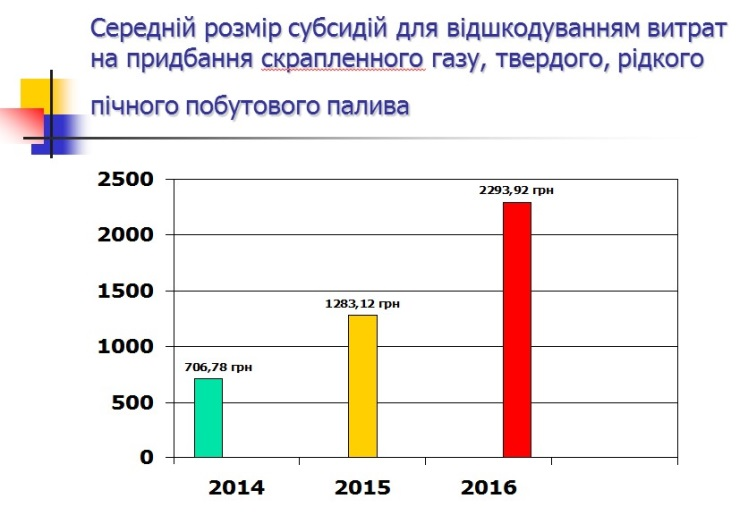 Середній розмір субсидій для відшкодуванням витрат
на придбання скрапленного газу, твердого, рідкого
пічного побутового палива
2500
2293,92 грн
2000
1500
1283,12 грн
1000
706,78 грн
500
0
2014 2015 2016